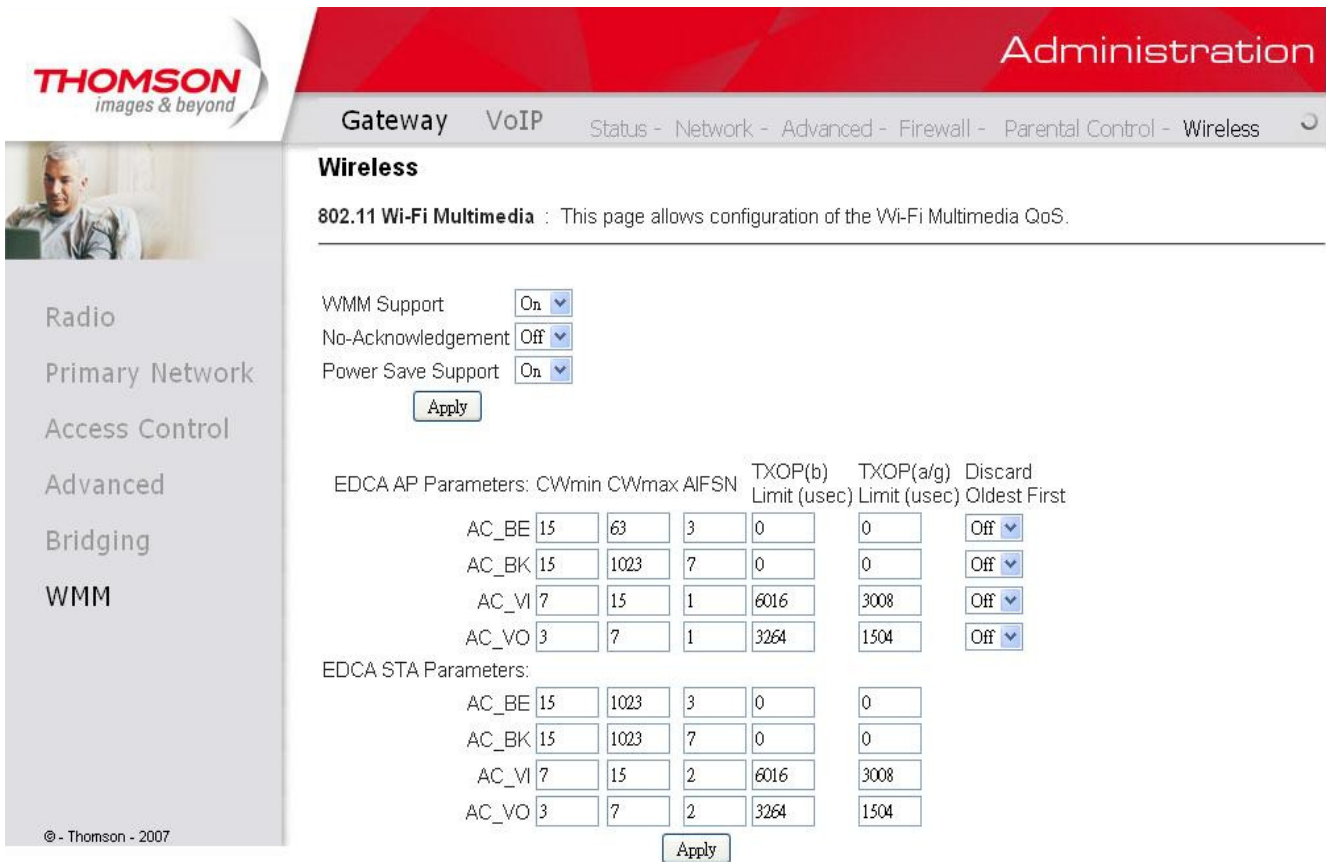 THOMSON
images & beyond
Administration
Gateway VoIP Status - Network - Advanced - Firewall - Parental Control - Wireless
Wireless
802.11 Wi-Fi Multimedia : This page allows configuration of the Wi-Fi Multimedia QoS.
Radio
Primary Network
Access Control
Advanced
Bridging
WMM
© - Thomson - 2007
WMM Support On
No-Acknowledgement Off
Power Save Support On
Apply
EDCA AP Parameters: CWmin CWmax AIFSN TXOP(b) Limit (usec) TXOP(a/g) Limit (usec) Discard Oldest First
AC_BE 15 63 3 0 0 Off
AC_BK 15 1023 7 0 0 Off
AC_VI 7 15 1 6016 3008 Off
AC_VO 3 7 1 3264 1504 Off
EDCA STA Parameters:
AC_BE 15 1023 3 0 0
AC_BK 15 1023 7 0 0
AC_VI 7 15 2 6016 3008
AC_VO 3 7 2 3264 1504
Apply